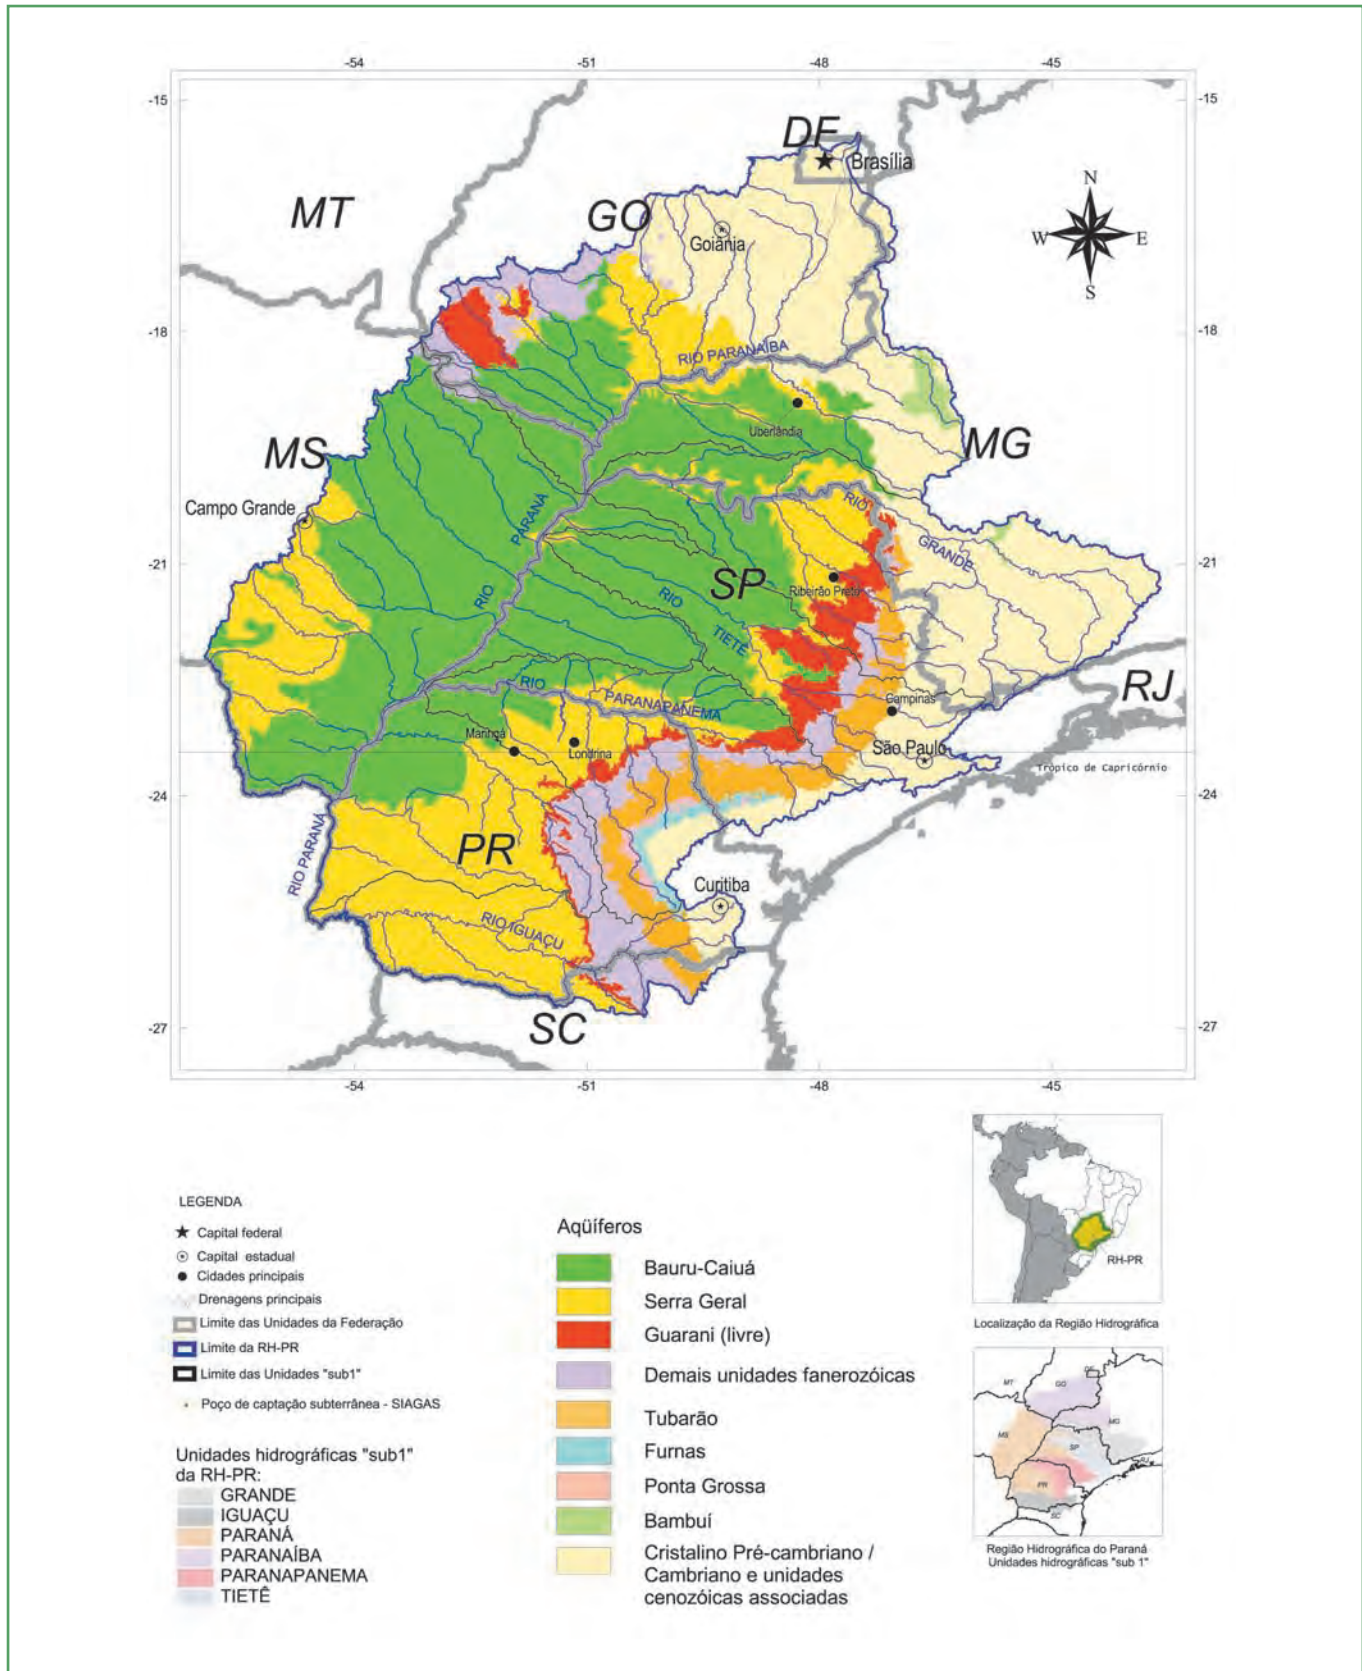 -54
-51
-48
-45
-15
-15
DF
Brasília
MT
GO
N
W
E
S
Goiânia
-18
-18
RIO PARANAÍBA
Uberlândia
MS
MG
Campo Grande
PARANÁ
RIO
RIO
GRANDE
-21
-21
SP
Ribeirão Preto
RIO
TIETÊ
RIO
PARANAPANEMA
RJ
Campinas
Maringá
Londrina
São Paulo
Trópico de Capricórnio
-24
-24
RIO PARANÁ
PR
Curitiba
RIO IGUAÇU
SC
-27
-27
-54
-51
-48
-45
LEGENDA
Capital federal
Capital estadual
Cidades principais
Drenagens principais
Limite das Unidades da Federação
Limite da RH-PR
Limite das Unidades "sub1"
Poço de captação subterrânea - SIAGAS
Unidades hidrográficas "sub1"
da RH-PR:
GRANDE
IGUAÇU
PARANÁ
PARANAÍBA
PARANAPANEMA
TIETÊ
Aqüíferos
Bauru-Caiuá
Serra Geral
Guarani (livre)
Demais unidades fanerozóicas
Tubarão
Furnas
Ponta Grossa
Bambuí
Cristalino Pré-cambriano /
Cambriano e unidades
cenozóicas associadas
RH-PR
Localização da Região Hidrográfica
MT
GO
DF
MG
MS
SP
RJ
PR
SC
Região Hidrográfica do Paraná
Unidades hidrográficas "sub 1"